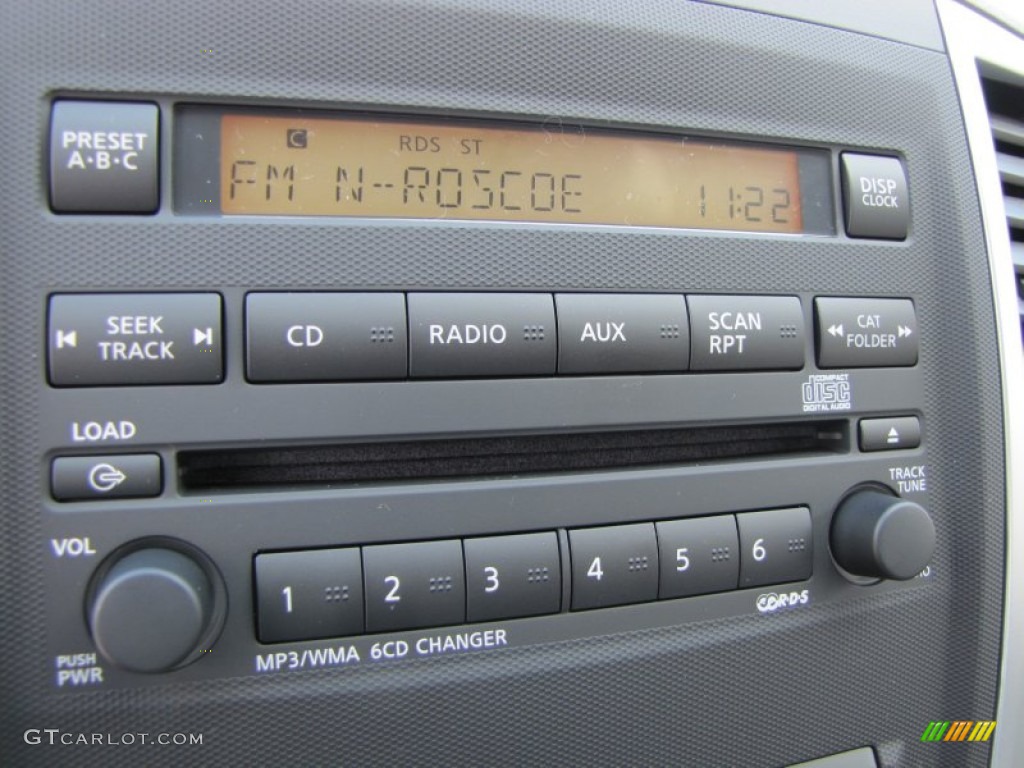 PRESET
A·B·C
C RDS ST
FM N--ROSCOE 11:22
DISP
CLOCK
SEEK
TRACK
CD
RADIO
AUX
SCAN
RPT
CAT
FOLDER
COMPACT
disc
DIGITAL AUDIO
LOAD
TRACK
TUNE
VOL
1
2
3
4
5
6
R·D·S
PUSH
PWR
MP3/WMA 6CD CHANGER
GTCARLOT.COM